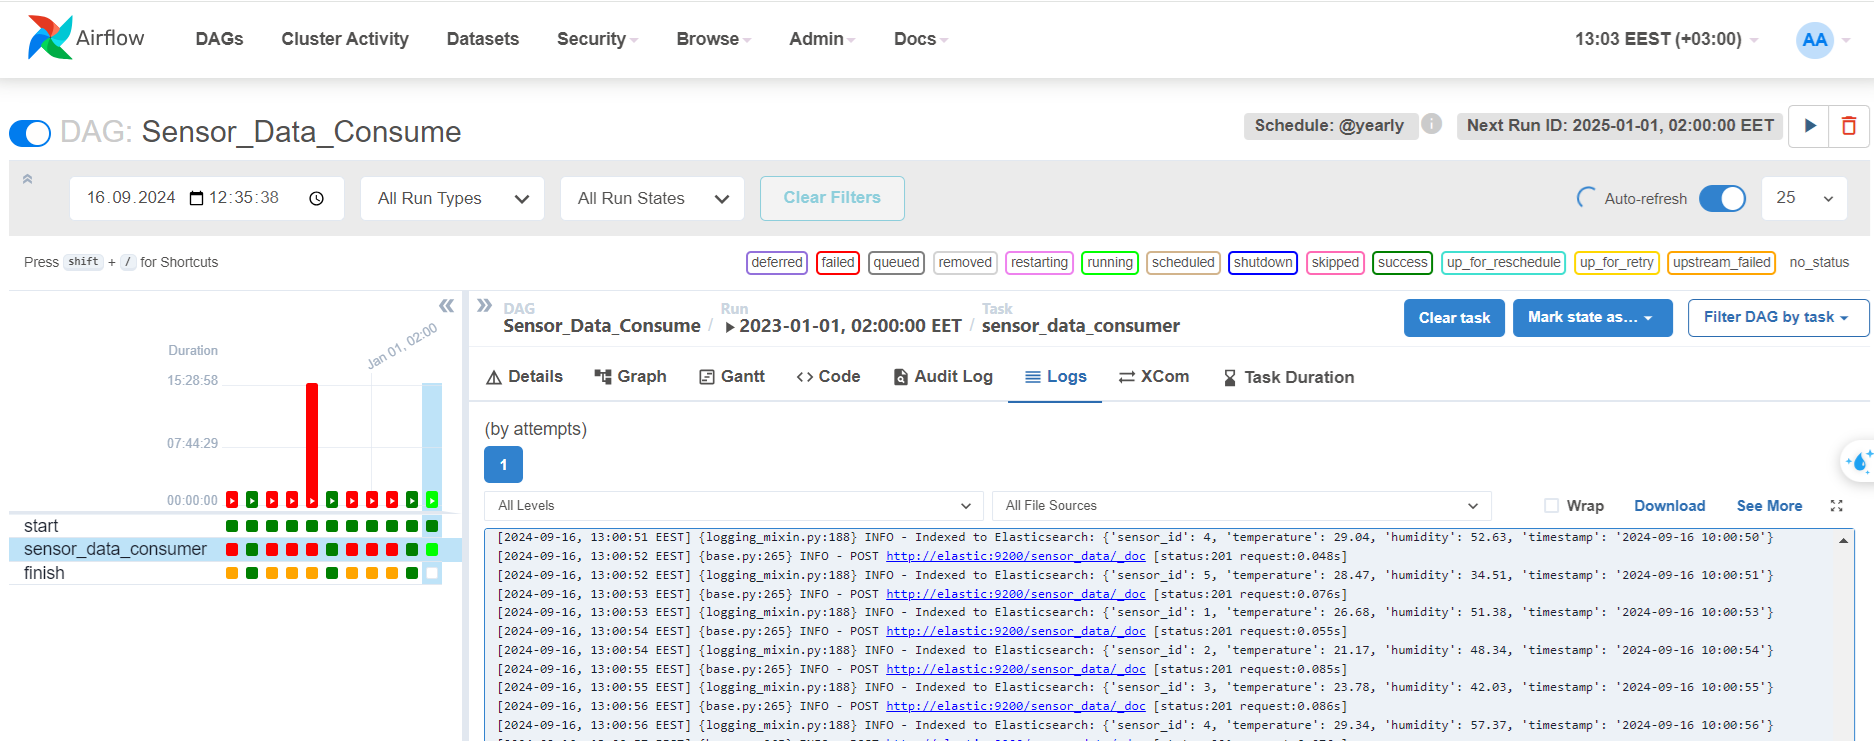 Airflow DAGs Cluster Activity Datasets Security Browse Admin Docs 13:03 EEST (+03:00) AA
DAG: Sensor_Data_Consume Schedule: @yearly i Next Run ID: 2025-01-01, 02:00:00 EET
16.09.2024 12:35:38 All Run Types All Run States Clear Filters Auto-refresh 25
Press shift + / for Shortcuts deferred failed queued removed restarting running scheduled shutdown skipped success up_for_reschedule up_for_retry upstream_failed no_status
DAG Run Task
Sensor_Data_Consume / 2023-01-01, 02:00:00 EET / sensor_data_consumer Clear task Mark state as... Filter DAG by task
Jan 01, 02:00
Duration
15:28:58
07:44:29
00:00:00
start
sensor_data_consumer
finish
Details Graph Gantt Code Audit Log Logs XCom Task Duration
(by attempts)
1
All Levels All File Sources Wrap Download See More
[2024-09-16, 13:00:51 EEST] {logging_mixin.py:188} INFO - Indexed to Elasticsearch: {'sensor_id': 4, 'temperature': 29.04, 'humidity': 52.63, 'timestamp': '2024-09-16 10:00:50'}
[2024-09-16, 13:00:52 EEST] {base.py:265} INFO - POST http://elastic:9200/sensor_data/_doc [status:201 request:0.048s]
[2024-09-16, 13:00:52 EEST] {logging_mixin.py:188} INFO - Indexed to Elasticsearch: {'sensor_id': 5, 'temperature': 28.47, 'humidity': 34.51, 'timestamp': '2024-09-16 10:00:51'}
[2024-09-16, 13:00:53 EEST] {base.py:265} INFO - POST http://elastic:9200/sensor_data/_doc [status:201 request:0.076s]
[2024-09-16, 13:00:53 EEST] {logging_mixin.py:188} INFO - Indexed to Elasticsearch: {'sensor_id': 1, 'temperature': 26.68, 'humidity': 51.38, 'timestamp': '2024-09-16 10:00:53'}
[2024-09-16, 13:00:54 EEST] {base.py:265} INFO - POST http://elastic:9200/sensor_data/_doc [status:201 request:0.055s]
[2024-09-16, 13:00:54 EEST] {logging_mixin.py:188} INFO - Indexed to Elasticsearch: {'sensor_id': 2, 'temperature': 21.17, 'humidity': 48.34, 'timestamp': '2024-09-16 10:00:54'}
[2024-09-16, 13:00:55 EEST] {base.py:265} INFO - POST http://elastic:9200/sensor_data/_doc [status:201 request:0.085s]
[2024-09-16, 13:00:55 EEST] {logging_mixin.py:188} INFO - Indexed to Elasticsearch: {'sensor_id': 3, 'temperature': 23.78, 'humidity': 42.03, 'timestamp': '2024-09-16 10:00:55'}
[2024-09-16, 13:00:56 EEST] {base.py:265} INFO - POST http://elastic:9200/sensor_data/_doc [status:201 request:0.086s]
[2024-09-16, 13:00:56 EEST] {logging_mixin.py:188} INFO - Indexed to Elasticsearch: {'sensor_id': 4, 'temperature': 29.34, 'humidity': 57.37, 'timestamp': '2024-09-16 10:00:56'}